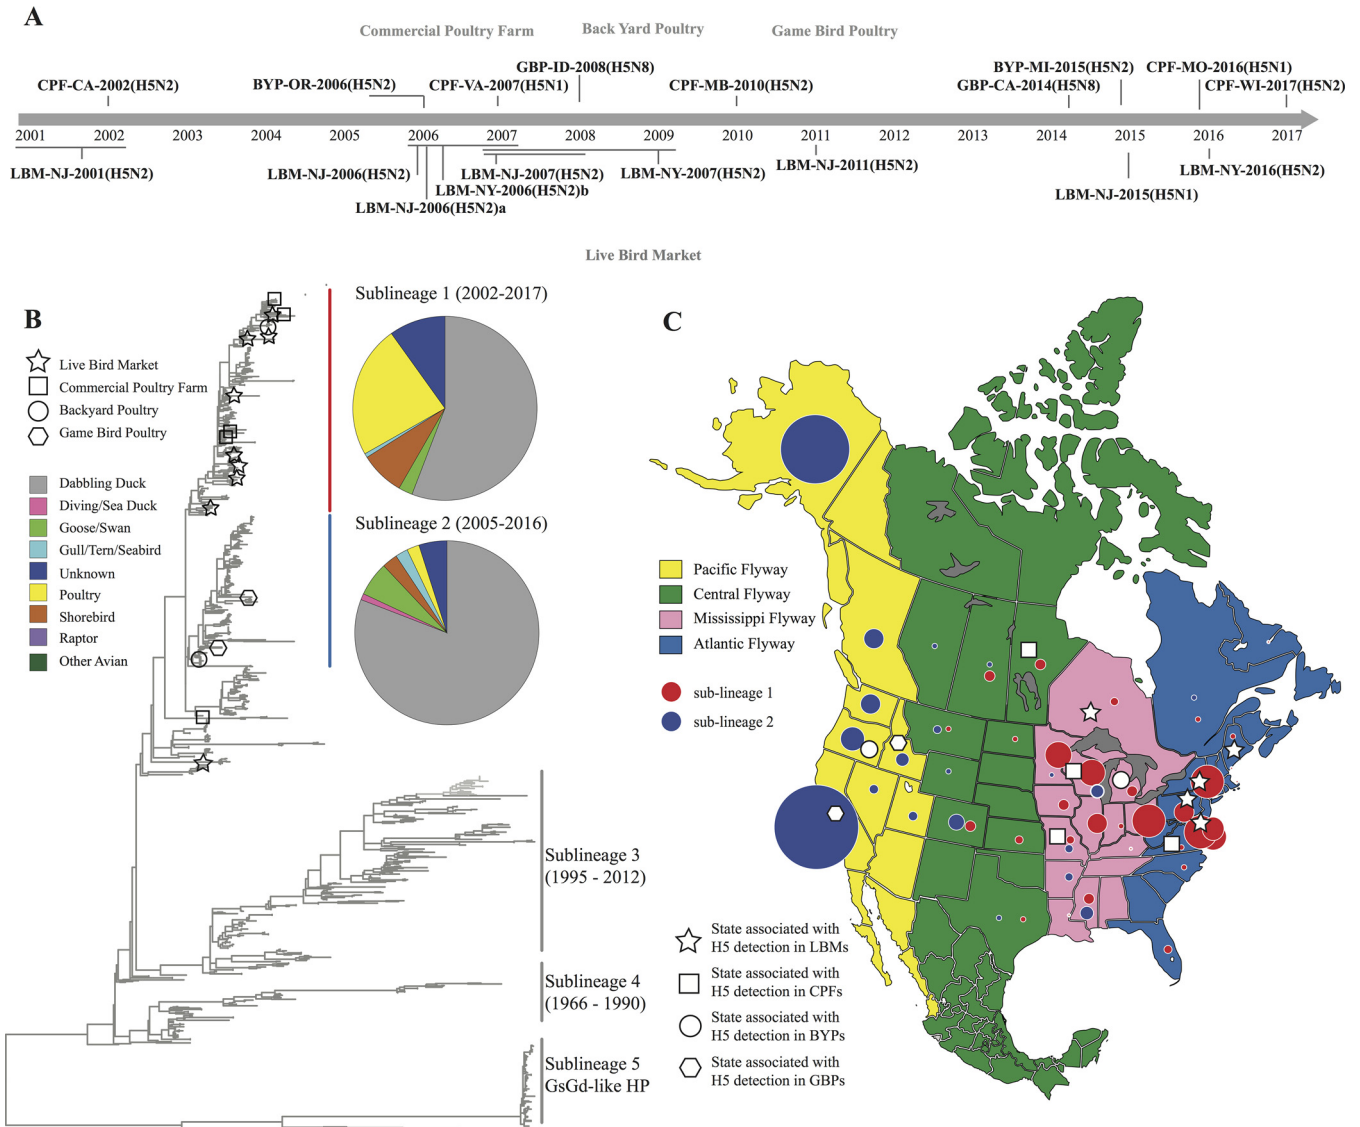 A
Commercial Poultry Farm
Back Yard Poultry
Game Bird Poultry
GBP-ID-2008(H5N8)
BYP-MI-2015(H5N2)
CPF-MO-2016(H5N1)
CPF-CA-2002(H5N2)
BYP-OR-2006(H5N2)
CPF-VA-2007(H5N1)
CPF-MB-2010(H5N2)
GBP-CA-2014(H5N8)
CPF-WI-2017(H5N2)
2001 2002 2003 2004 2005 2006 2007 2008 2009 2010 2011 2012 2013 2014 2015 2016 2017
LBM-NJ-2001(H5N2)
LBM-NJ-2006(H5N2)
LBM-NJ-2007(H5N2)
LBM-NY-2007(H5N2)
LBM-NJ-2011(H5N2)
LBM-NY-2016(H5N2)
LBM-NY-2006(H5N2)b
LBM-NJ-2015(H5N1)
LBM-NJ-2006(H5N2)a
Live Bird Market
B
Live Bird Market
Commercial Poultry Farm
Backyard Poultry
Game Bird Poultry
Dabbling Duck
Diving/Sea Duck
Goose/Swan
Gull/Tern/Seabird
Unknown
Poultry
Shorebird
Raptor
Other Avian
Sublineage 1 (2002-2017)
Sublineage 2 (2005-2016)
Sublineage 3
(1995 - 2012)
Sublineage 4
(1966 - 1990)
Sublineage 5
GsGd-like HP
C
Pacific Flyway
Central Flyway
Mississippi Flyway
Atlantic Flyway
sub-lineage 1
sub-lineage 2
State associated with
H5 detection in LBMs
State associated with
H5 detection in CPFs
State associated with
H5 detection in BYPs
State associated with
H5 detection in GBPs